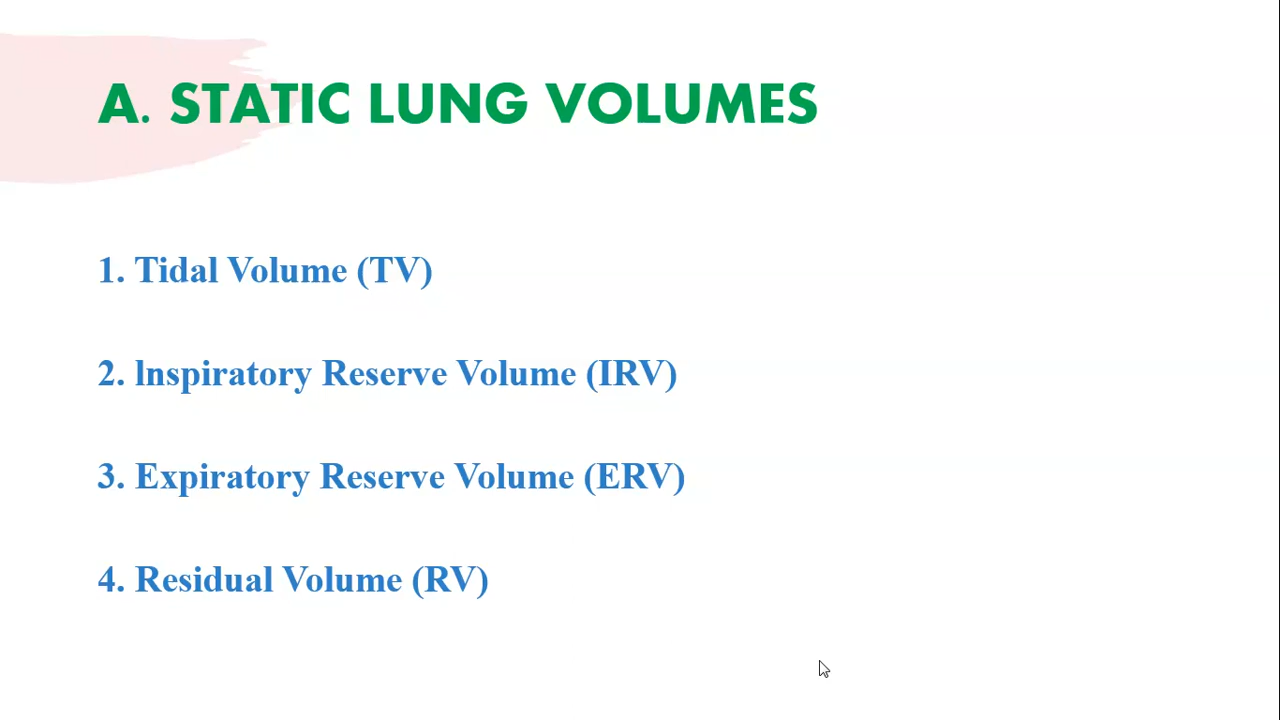 A. STATIC LUNG VOLUMES
1. Tidal Volume (TV)
2. lnspiratory Reserve Volume (IRV)
3. Expiratory Reserve Volume (ERV)
4. Residual Volume (RV)